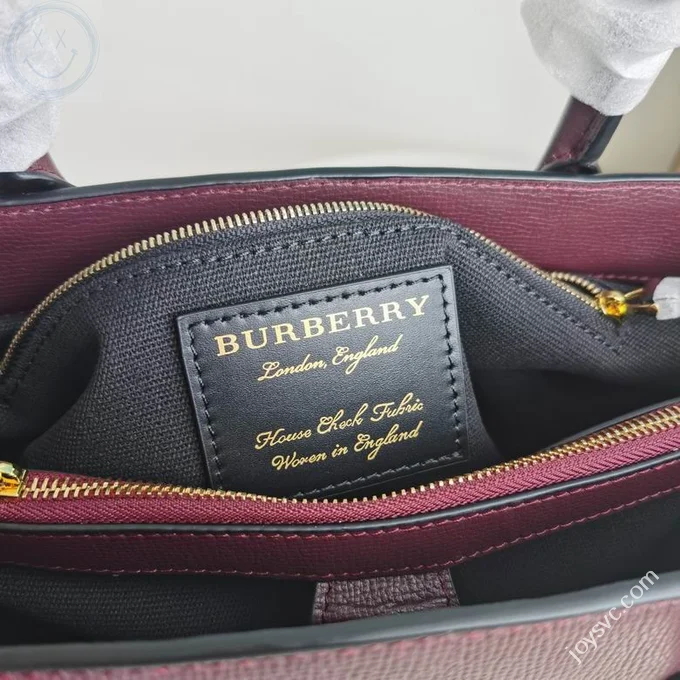 BURBERRY
London, England
House Check Fabric
Woven in England
joysvc.com